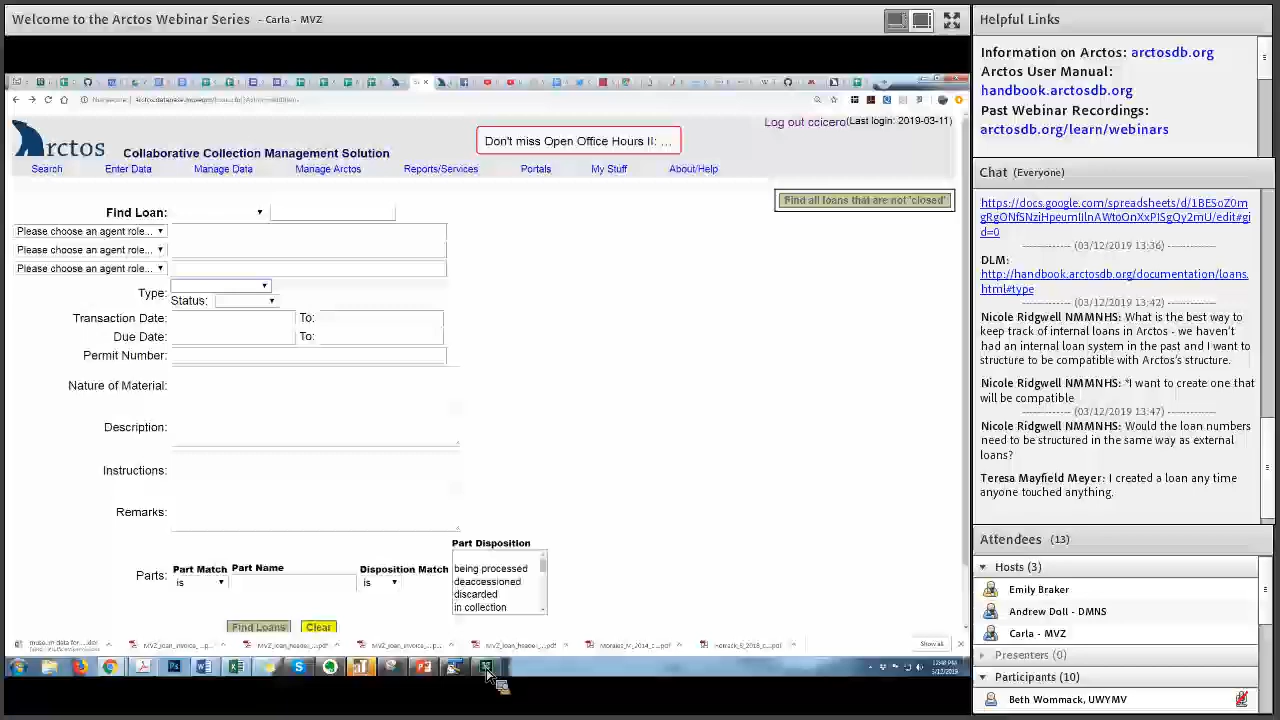 Welcome to the Arctos Webinar Series - Carla - MVZ
Log out ccicero(Last login: 2019-03-11)
Don't miss Open Office Hours II: ...
Arctos
Collaborative Collection Management Solution
Search Enter Data Manage Data Manage Arctos Reports/Services Portals My Stuff About/Help
Find all loans that are not 'closed'
Find Loan:
Please choose an agent role...
Please choose an agent role...
Please choose an agent role...
Type:
Status:
Transaction Date: To:
Due Date: To:
Permit Number:
Nature of Material:
Description:
Instructions:
Remarks:
Part Disposition
Part Match Part Name Disposition Match
Parts: is is
being processed
deaccessioned
discarded
in collection
Find Loans Clear
museum data for ....xlsx MVZ_loan_invoice_...p... MVZ_loan_header_...pdf MVZ_loan_invoice_...p... MVZ_loan_header_...pdf Show all
Helpful Links
Information on Arctos: arctosdb.org
Arctos User Manual:
handbook.arctosdb.org
Past Webinar Recordings:
arctosdb.org/learn/webinars
Chat (Everyone)
(03/12/2019 13:36)
DLM:
http://handbook.arctosdb.org/documentation/loans.
html#type
(03/12/2019 13:42)
Nicole Ridgwell NMMNHS: What is the best way to
keep track of internal loans in Arctos - we haven't
had an internal loan system in the past and I want to
structure to be compatible with Arctos's structure.
Nicole Ridgwell NMMNHS: *I want to create one that
will be compatible
(03/12/2019 13:47)
Nicole Ridgwell NMMNHS: Would the loan numbers
need to be structured in the same way as external
loans?
Teresa Mayfield Meyer: I created a loan any time
anyone touched anything.
Attendees (13)
Hosts (3)
Emily Braker
Andrew Doll - DMNS
Carla - MVZ
Presenters (0)
Participants (10)
Beth Wommack, UWYMV